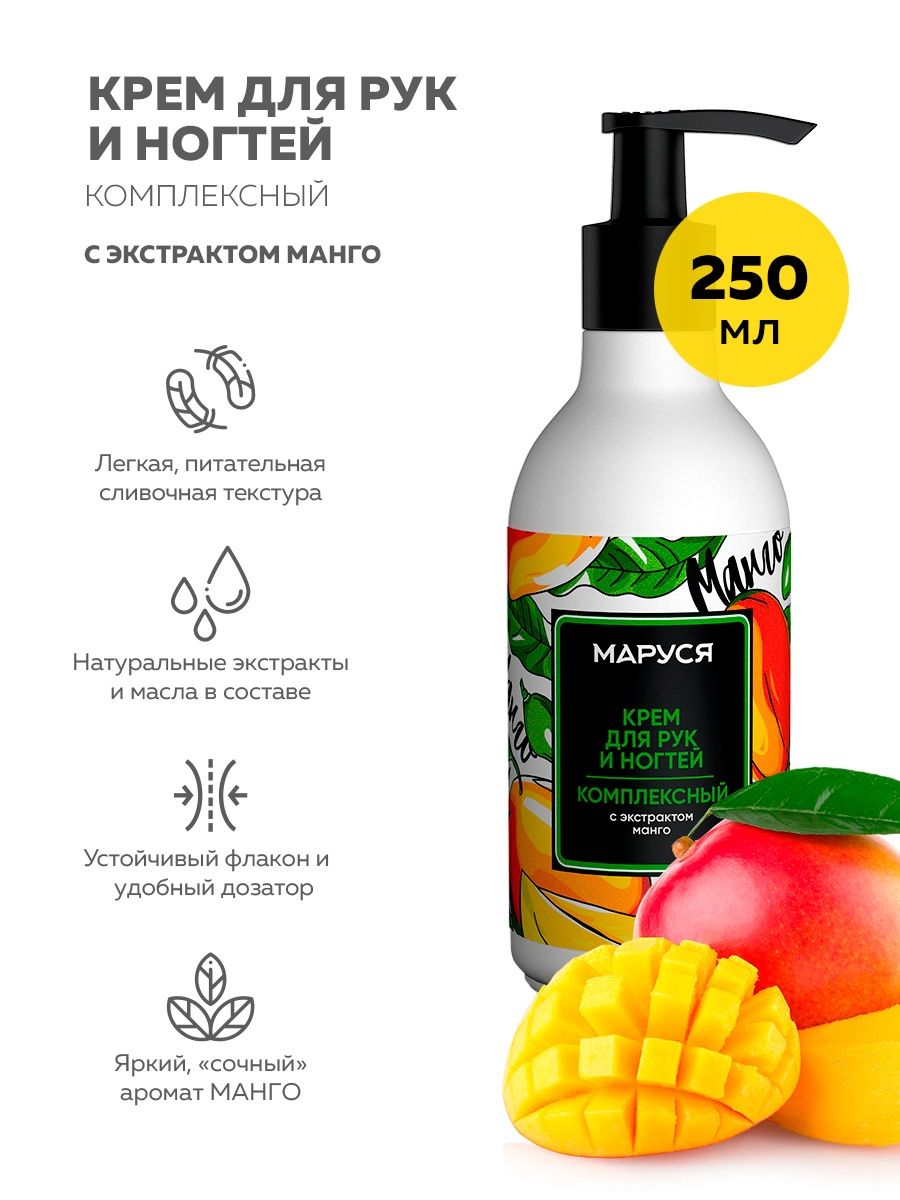 КРЕМ ДЛЯ РУК
И НОГТЕЙ
КОМПЛЕКСНЫЙ
С ЭКСТРАКТОМ МАНГО
250
МЛ
Легкая, питательная
сливочная текстура
Натуральные экстракты
и масла в составе
Устойчивый флакон и
удобный дозатор
Яркий, «сочный»
аромат МАНГО
Манго
МАРУСЯ
КРЕМ
ДЛЯ РУК
И НОГТЕЙ
КОМПЛЕКСНЫЙ
С ЭКСТРАКТОМ
МАНГО